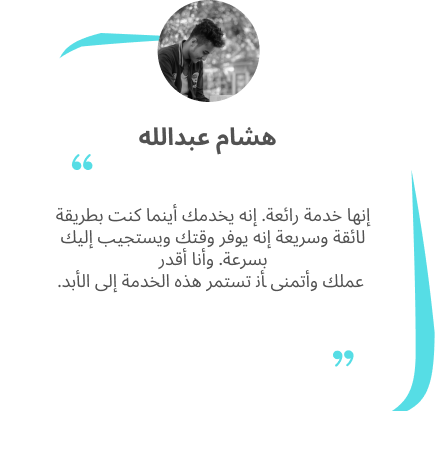 هشام عبدالله
“
إنها خدمة رائعة. إنه يخدمك أينما كنت بطريقة
لائقة وسريعة إنه يوفر وقتك ويستجيب إليك
بسرعة. وأنا أقدر
عملك وأتمنى أن تستمر هذه الخدمة إلى الأبد.
”